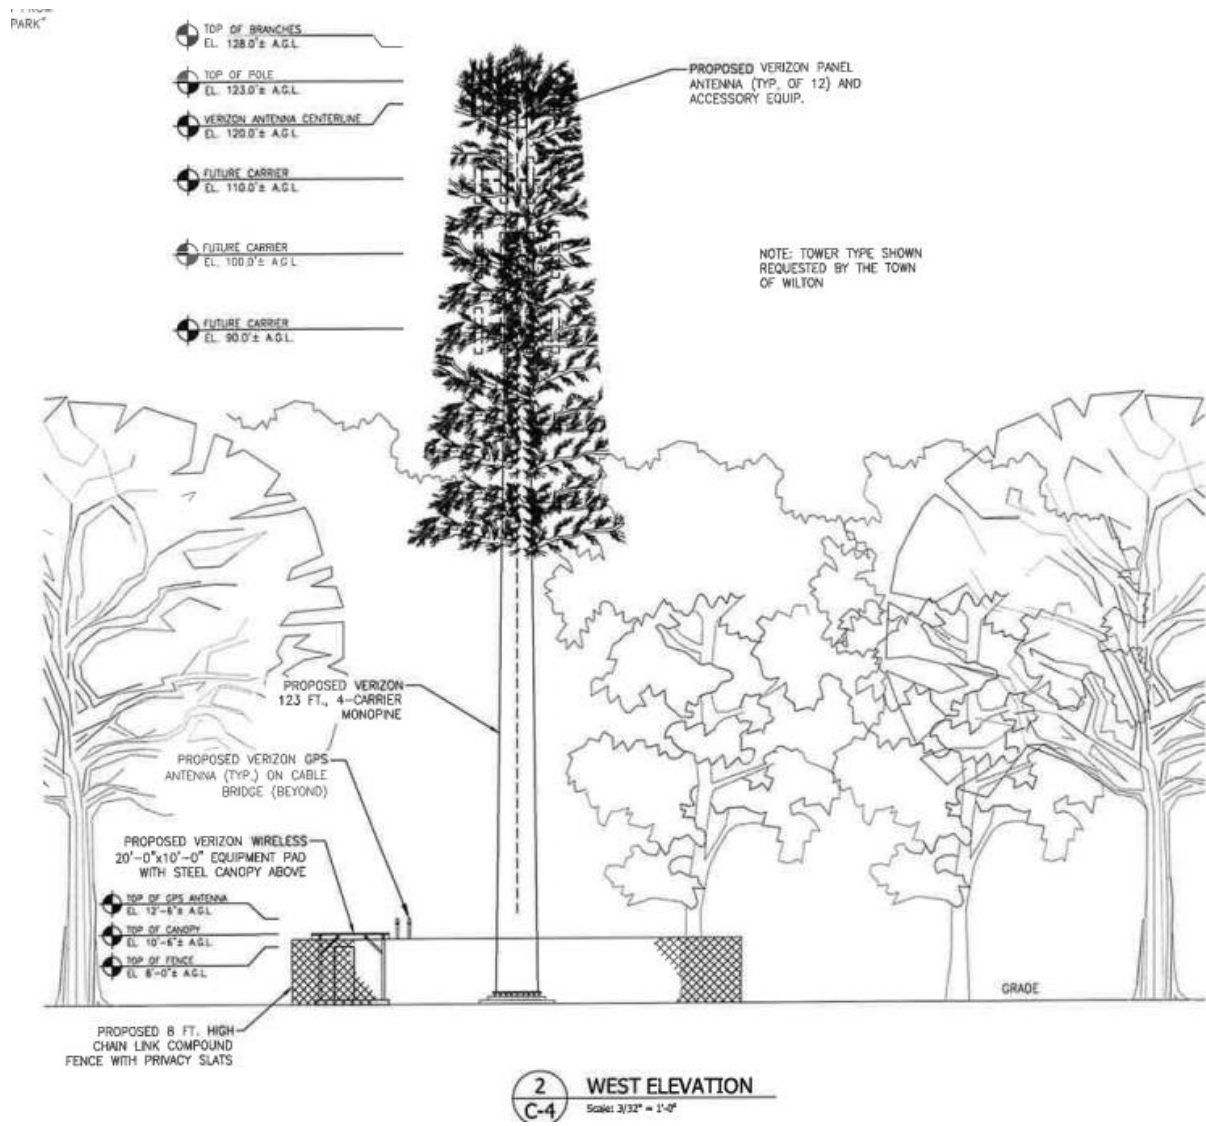 PARK"
TOP OF BRANCHES
EL. 128.0'± A.G.L.
TOP OF POLE
EL. 123.0'± A.G.L.
VERIZON ANTENNA CENTERLINE
EL. 120.0'± A.G.L.
FUTURE CARRIER
EL. 110.0'± A.G.L.
FUTURE CARRIER
EL. 100.0'± A.G.L.
FUTURE CARRIER
EL. 90.0'± A.G.L.
PROPOSED VERIZON PANEL
ANTENNA (TYP. OF 12) AND
ACCESSORY EQUIP.
NOTE: TOWER TYPE SHOWN
REQUESTED BY THE TOWN
OF WILTON
PROPOSED VERIZON
123 FT., 4-CARRIER
MONOPINE
PROPOSED VERIZON GPS
ANTENNA (TYP.) ON CABLE
BRIDGE (BEYOND)
PROPOSED VERIZON WIRELESS
20'-0"x10'-0" EQUIPMENT PAD
WITH STEEL CANOPY ABOVE
TOP OF GPS ANTENNA
EL. 12'-6"± A.G.L.
TOP OF CANOPY
EL. 10'-6"± A.G.L.
TOP OF FENCE
EL. 8'-0"± A.G.L.
GRADE
PROPOSED 8 FT. HIGH
CHAIN LINK COMPOUND
FENCE WITH PRIVACY SLATS
2
C-4
WEST ELEVATION
Scale: 3/32" = 1'-0"